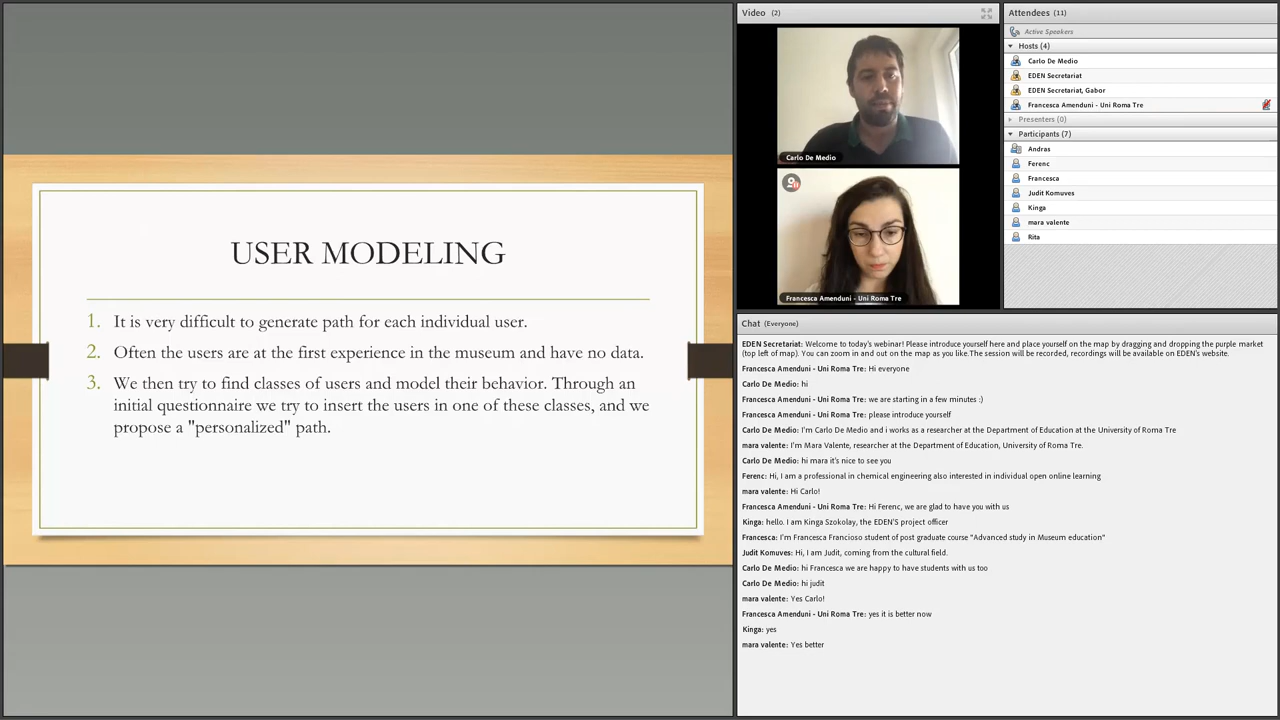 USER MODELING
1. It is very difficult to generate path for each individual user.
2. Often the users are at the first experience in the museum and have no data.
3. We then try to find classes of users and model their behavior. Through an
initial questionnaire we try to insert the users in one of these classes, and we
propose a "personalized" path.
Video (2)
Carlo De Medio
Francesca Amenduni - Uni Roma Tre
Attendees (11)
Active Speakers
Hosts (4)
Carlo De Medio
EDEN Secretariat
EDEN Secretariat, Gabor
Francesca Amenduni - Uni Roma Tre
Presenters (0)
Participants (7)
Andras
Ferenc
Francesca
Judit Komuves
Kinga
mara valente
Rita
Chat (Everyone)
EDEN Secretariat: Welcome to today's webinar! Please introduce yourself here and place yourself on the map by dragging and dropping the purple market
(top left of map). You can zoom in and out on the map as you like.The session will be recorded, recordings will be available on EDEN's website.
Francesca Amenduni - Uni Roma Tre: Hi everyone
Carlo De Medio: hi
Francesca Amenduni - Uni Roma Tre: we are starting in a few minutes :)
Francesca Amenduni - Uni Roma Tre: please introduce yourself
Carlo De Medio: I'm Carlo De Medio and i works as a researcher at the Department of Education at the University of Roma Tre
mara valente: I'm Mara Valente, researcher at the Department of Education, University of Roma Tre.
Carlo De Medio: hi mara it's nice to see you
Ferenc: Hi, I am a professional in chemical engineering also interested in individual open online learning
mara valente: Hi Carlo!
Francesca Amenduni - Uni Roma Tre: Hi Ferenc, we are glad to have you with us
Kinga: hello. I am Kinga Szokolay, the EDEN'S project officer
Francesca: I'm Francesca Francioso student of post graduate course "Advanced study in Museum education"
Judit Komuves: Hi, I am Judit, coming from the cultural field.
Carlo De Medio: hi Francesca we are happy to have students with us too
Carlo De Medio: hi judit
mara valente: Yes Carlo!
Francesca Amenduni - Uni Roma Tre: yes it is better now
Kinga: yes
mara valente: Yes better